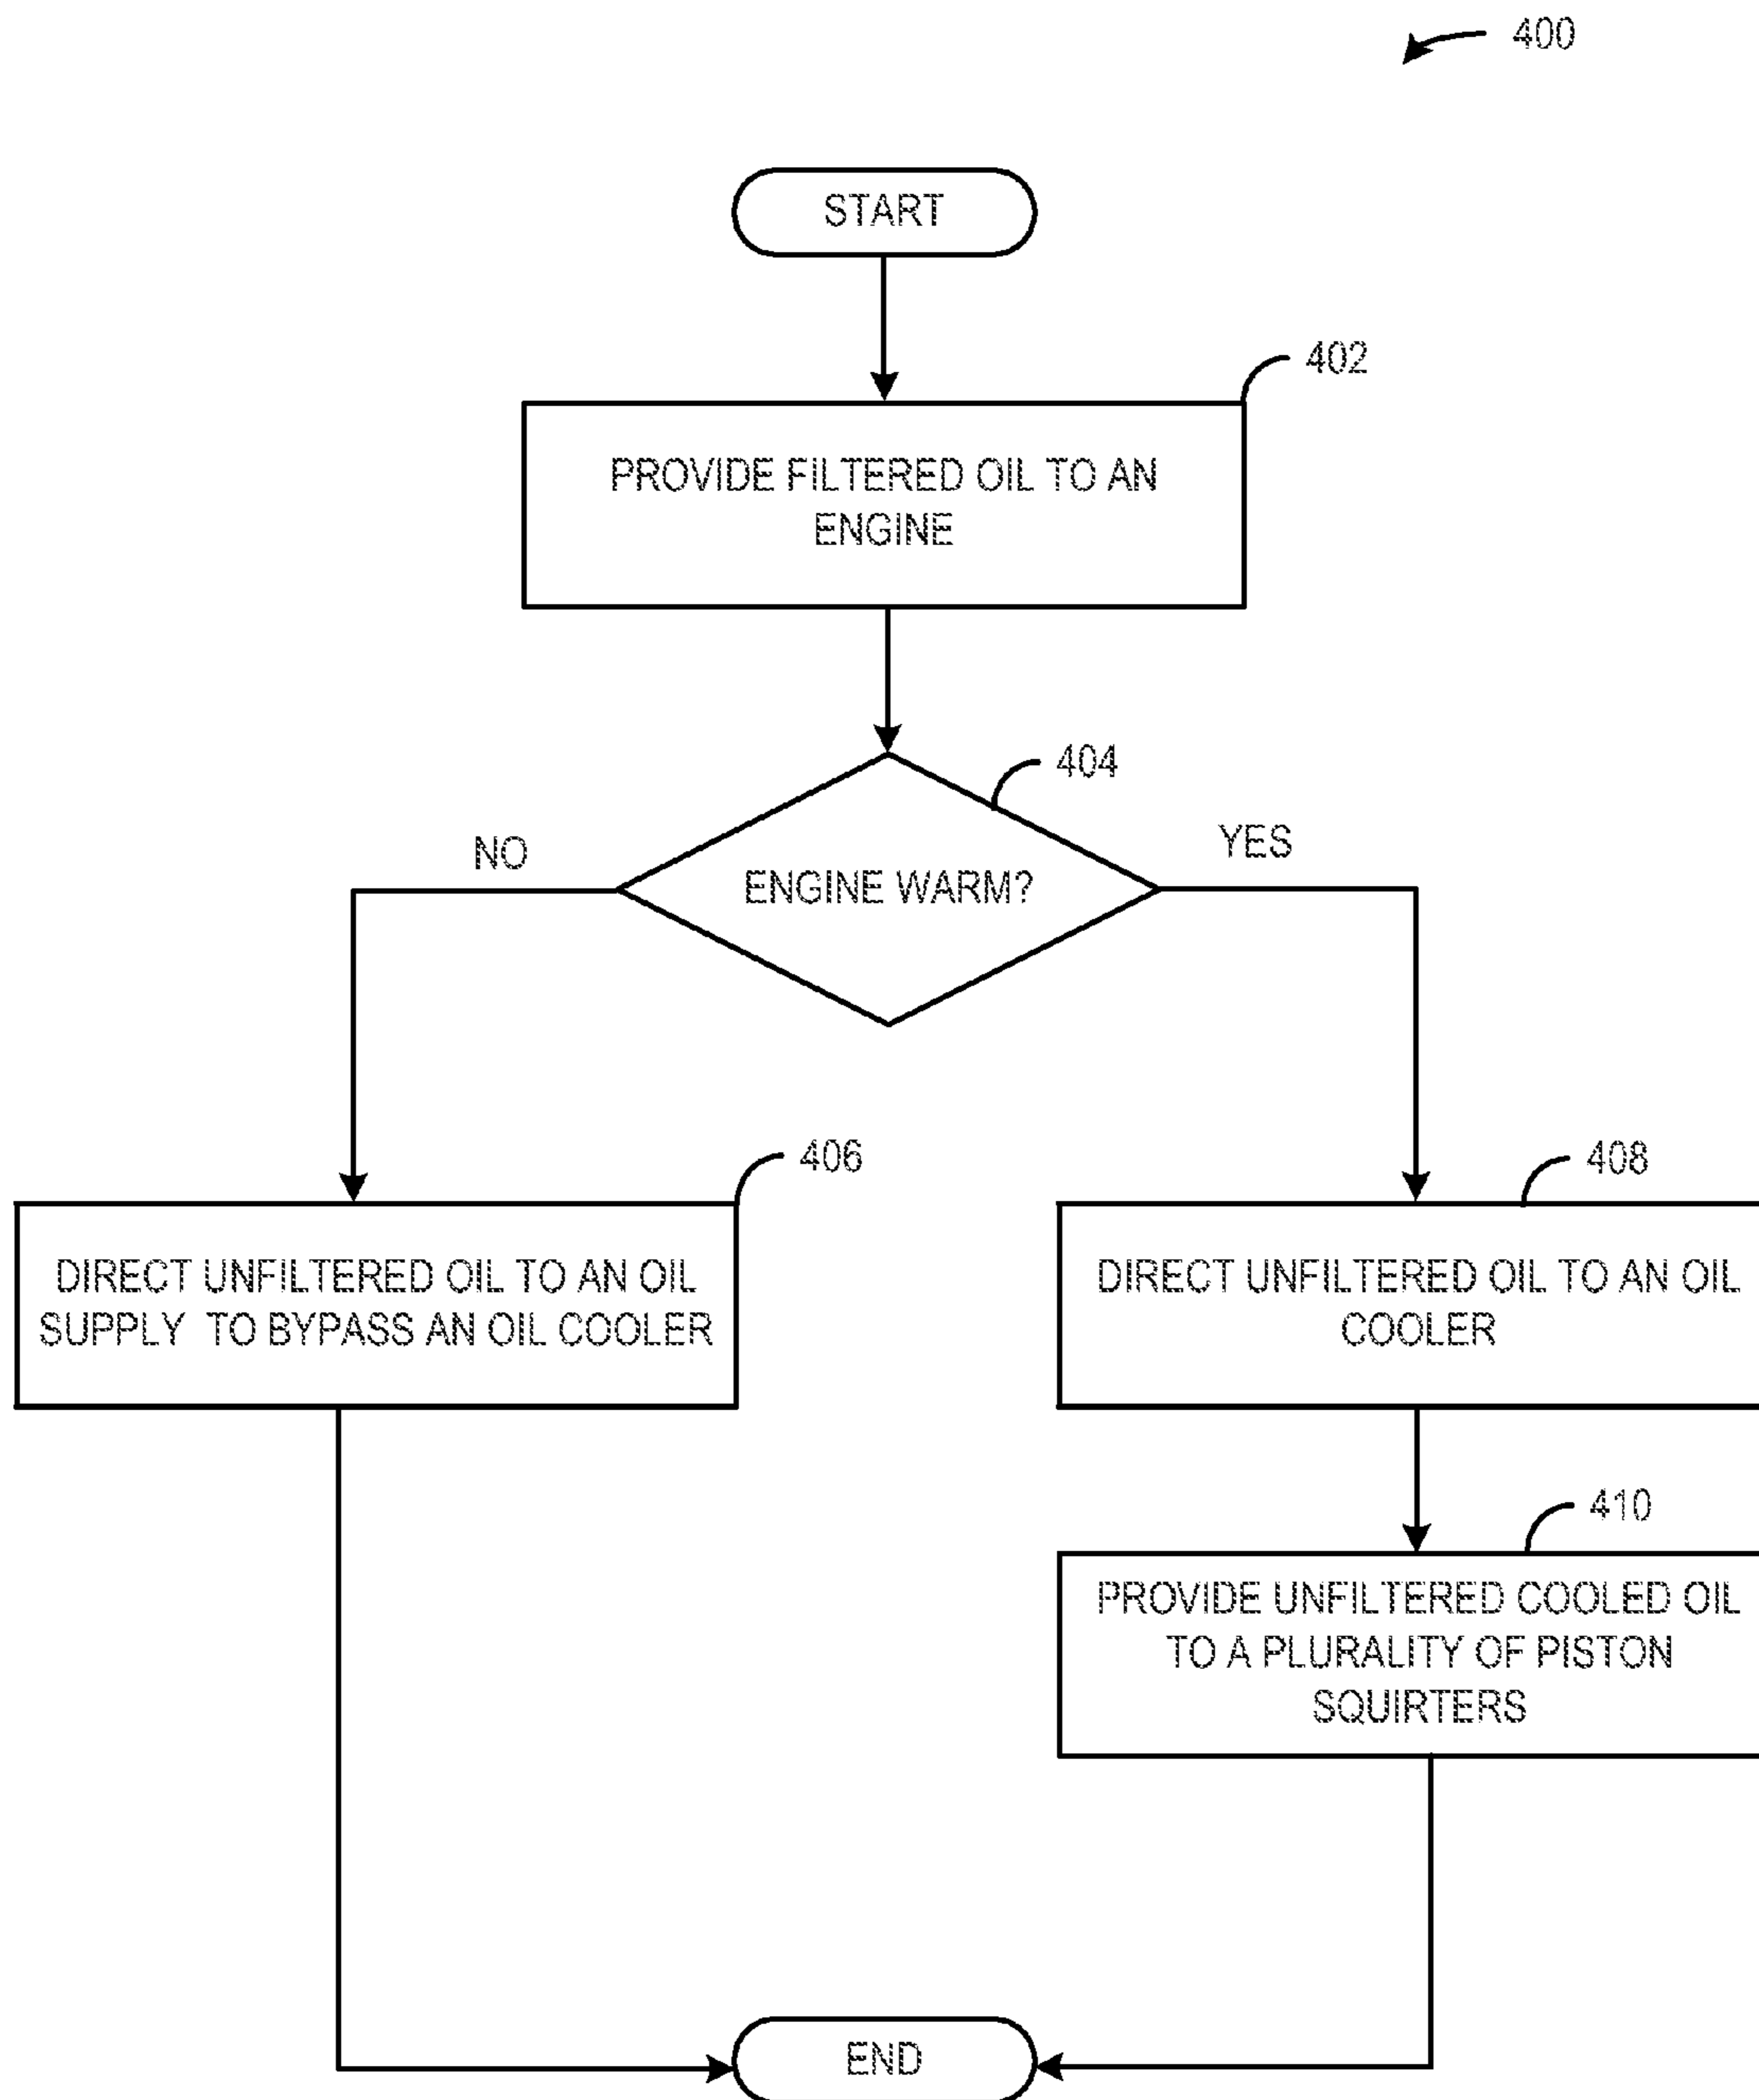 400
START
402
PROVIDE FILTERED OIL TO AN
ENGINE
404
NO
YES
ENGINE WARM?
406
408
DIRECT UNFILTERED OIL TO AN OIL
SUPPLY TO BYPASS AN OIL COOLER
DIRECT UNFILTERED OIL TO AN OIL
COOLER
410
PROVIDE UNFILTERED COOLED OIL
TO A PLURALITY OF PISTON
SQUIRTERS
END